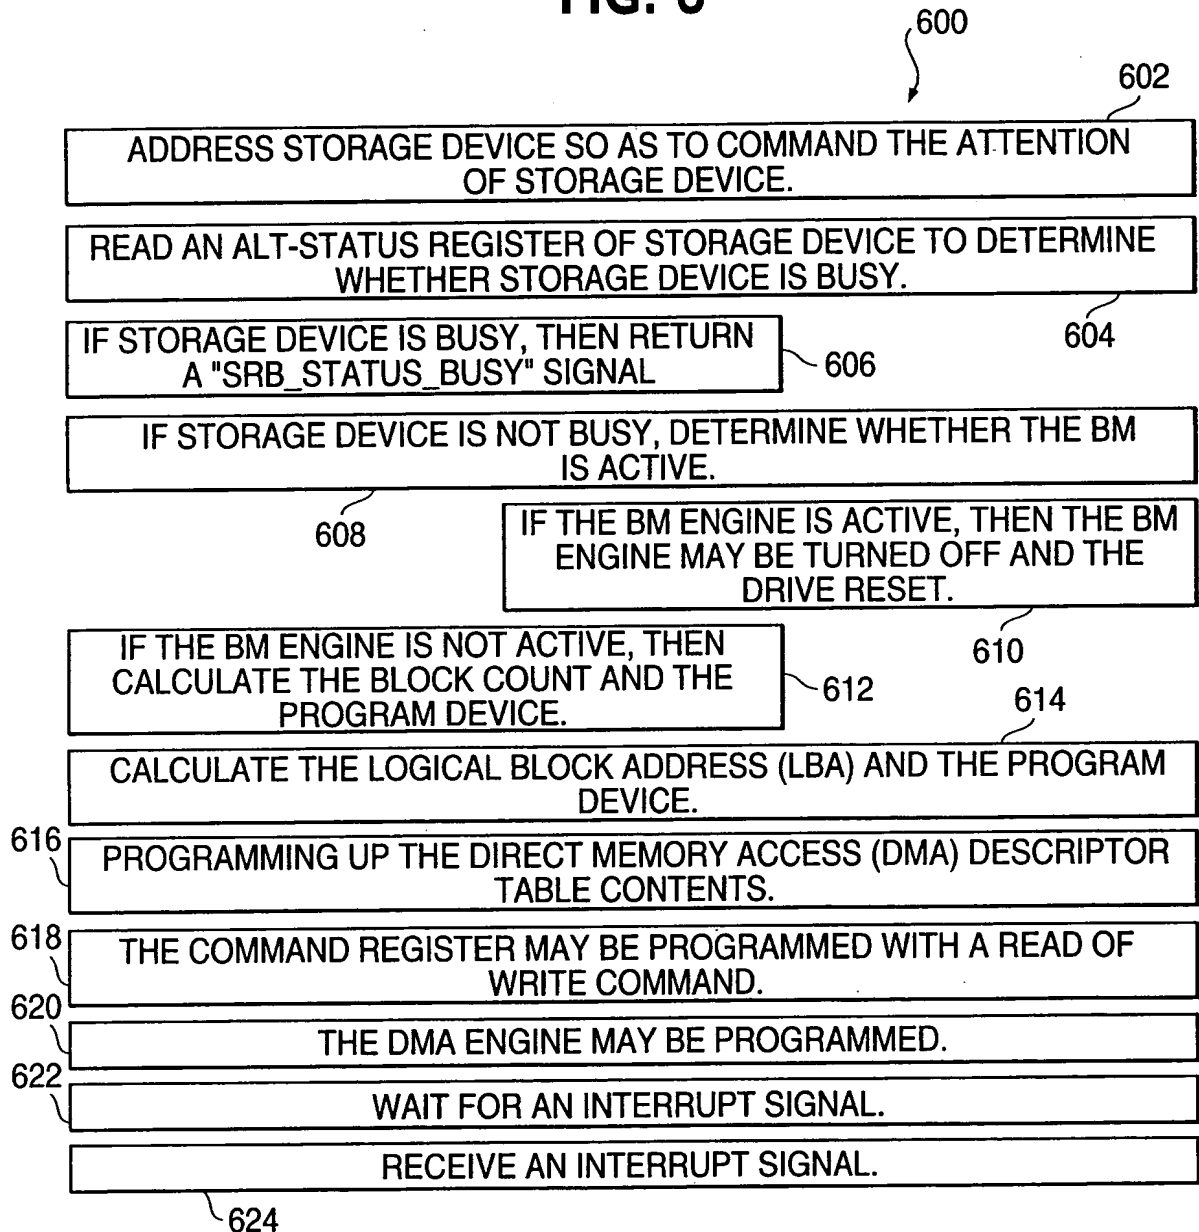 FIG. 6
600
602
ADDRESS STORAGE DEVICE SO AS TO COMMAND THE ATTENTION
OF STORAGE DEVICE.
READ AN ALT-STATUS REGISTER OF STORAGE DEVICE TO DETERMINE
WHETHER STORAGE DEVICE IS BUSY.
604
IF STORAGE DEVICE IS BUSY, THEN RETURN
A "SRB_STATUS_BUSY" SIGNAL
606
IF STORAGE DEVICE IS NOT BUSY, DETERMINE WHETHER THE BM
IS ACTIVE.
608
IF THE BM ENGINE IS ACTIVE, THEN THE BM
ENGINE MAY BE TURNED OFF AND THE
DRIVE RESET.
610
IF THE BM ENGINE IS NOT ACTIVE, THEN
CALCULATE THE BLOCK COUNT AND THE
PROGRAM DEVICE.
612
614
CALCULATE THE LOGICAL BLOCK ADDRESS (LBA) AND THE PROGRAM
DEVICE.
616
PROGRAMMING UP THE DIRECT MEMORY ACCESS (DMA) DESCRIPTOR
TABLE CONTENTS.
618
THE COMMAND REGISTER MAY BE PROGRAMMED WITH A READ OF
WRITE COMMAND.
620
THE DMA ENGINE MAY BE PROGRAMMED.
622
WAIT FOR AN INTERRUPT SIGNAL.
RECEIVE AN INTERRUPT SIGNAL.
624